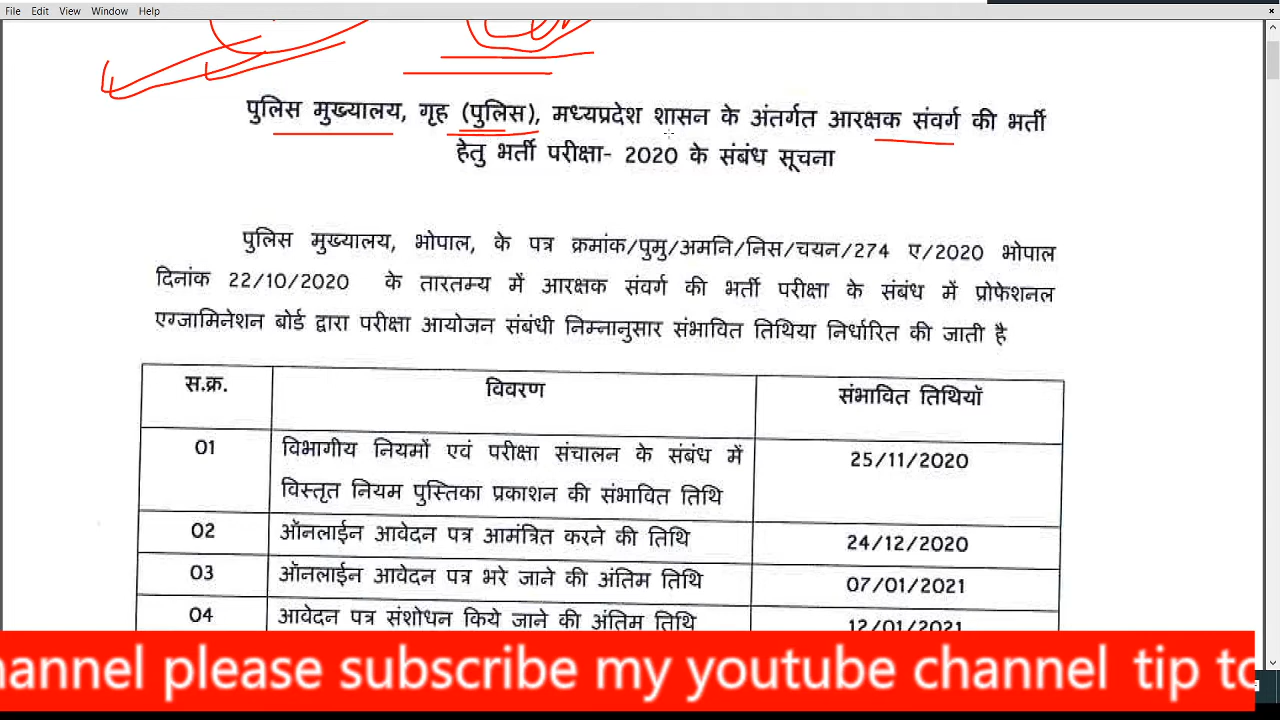 File Edit View Window Help
पुलिस मुख्यालय, गृह (पुलिस), मध्यप्रदेश शासन के अंतर्गत आरक्षक संवर्ग की भर्ती
हेतु भर्ती परीक्षा- 2020 के संबंध सूचना
पुलिस मुख्यालय, भोपाल, के पत्र क्रमांक/पुमु/अमनि/निस/चयन/274 ए/2020 भोपाल
दिनांक 22/10/2020 के तारतम्य में आरक्षक संवर्ग की भर्ती परीक्षा के संबंध में प्रोफेशनल
एग्जामिनेशन बोर्ड द्वारा परीक्षा आयोजन संबंधी निम्नानुसार संभावित तिथिया निर्धारित की जाती है
स.क्र. विवरण संभावित तिथियॉ
01 विभागीय नियमों एवं परीक्षा संचालन के संबंध में 25/11/2020
विस्तृत नियम पुस्तिका प्रकाशन की संभावित तिथि
02 ऑनलाईन आवेदन पत्र आमंत्रित करने की तिथि 24/12/2020
03 ऑनलाईन आवेदन पत्र भरे जाने की अंतिम तिथि 07/01/2021
04 आवेदन पत्र संशोधन किये जाने की अंतिम तिथि 12/01/2021
hannel please subscribe my youtube channel tip to